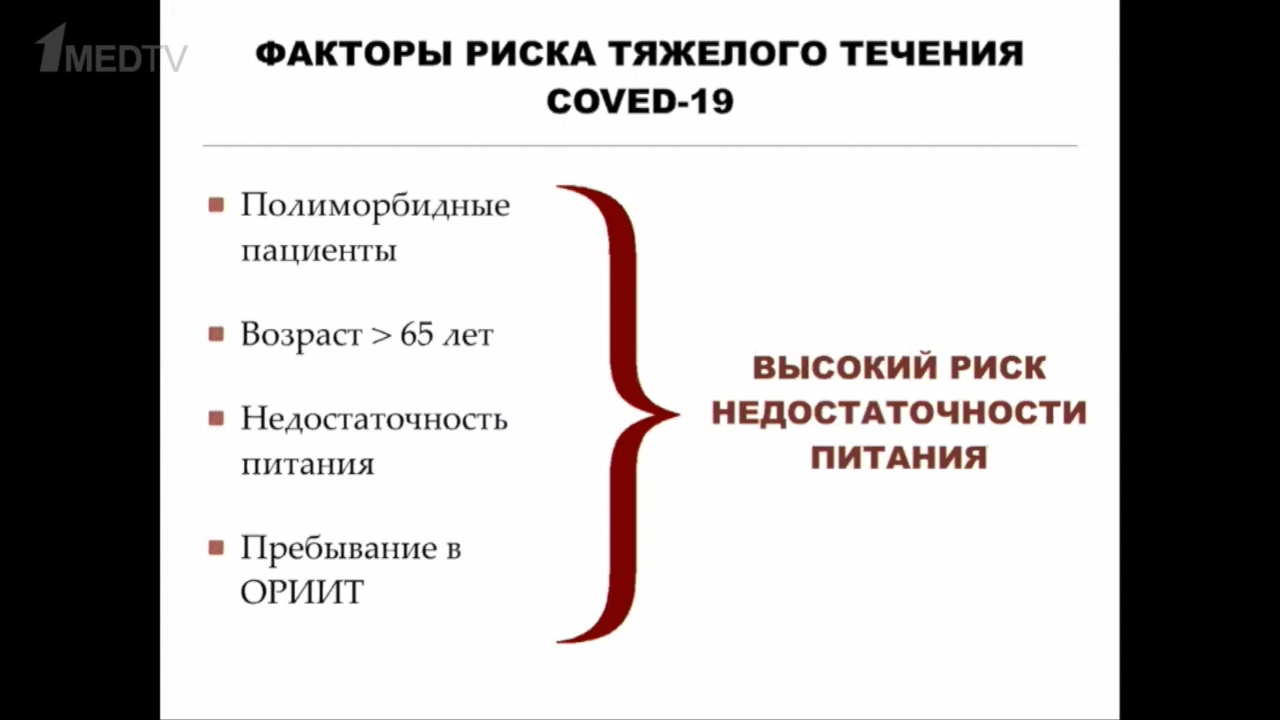 1MEDTV
ФАКТОРЫ РИСКА ТЯЖЕЛОГО ТЕЧЕНИЯ
COVED-19
Полиморбидные
пациенты
Возраст > 65 лет
Недостаточность
питания
Пребывание в
ОРИИТ
ВЫСОКИЙ РИСК
НЕДОСТАТОЧНОСТИ
ПИТАНИЯ